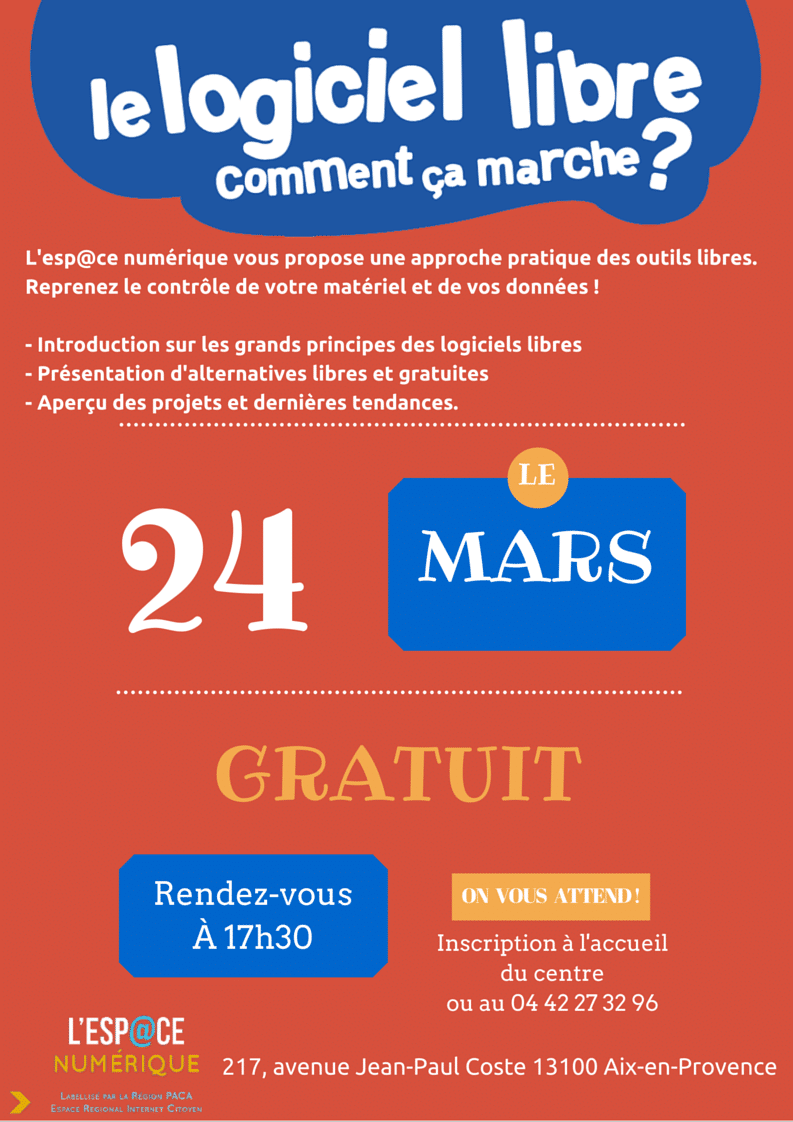 le logiciel libre
comment ça marche ?
L'esp@ce numérique vous propose une approche pratique des outils libres.
Reprenez le contrôle de votre matériel et de vos données !
- Introduction sur les grands principes des logiciels libres
- Présentation d'alternatives libres et gratuites
- Aperçu des projets et dernières tendances.
LE
24
MARS
GRATUIT
Rendez-vous
À 17h30
ON VOUS ATTEND !
Inscription à l'accueil
du centre
ou au 04 42 27 32 96
L'ESP@CE
NUMÉRIQUE
217, avenue Jean-Paul Coste 13100 Aix-en-Provence
LABELLISÉ PAR LA RÉGION PACA
ESPACE REGIONAL INTERNET CITOYEN